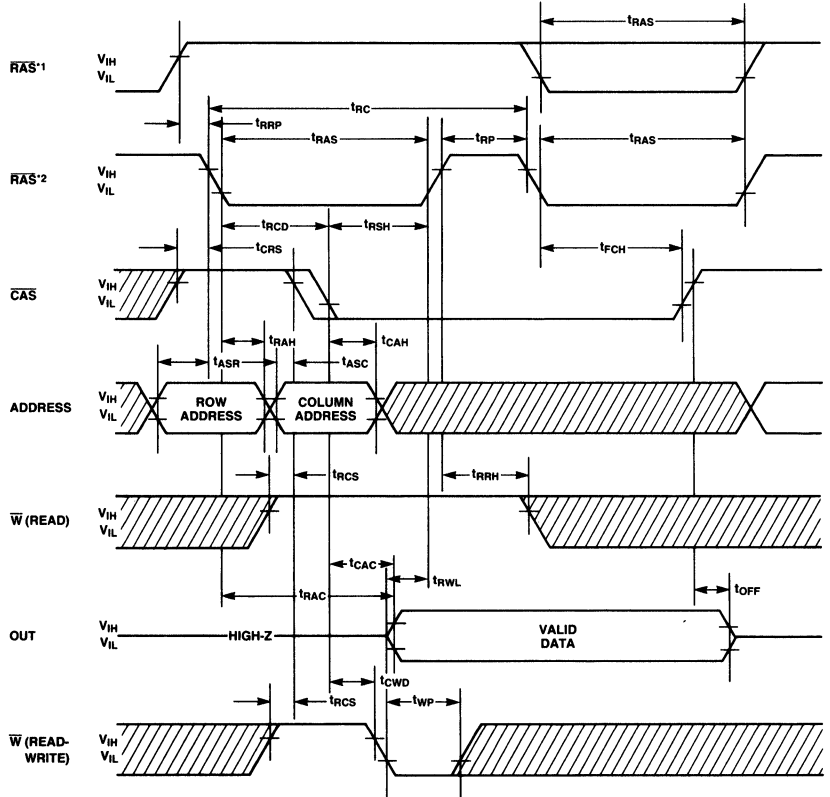 tRAS
RAS*1 VIH
VIL
tRC
tRRP
tRAS tRP tRAS
RAS*2 VIH
VIL
tRCD tRSH
tCRS tFCH
CAS VIH
VIL
tRAH tCAH
tASR tASC
ADDRESS VIH
VIL
ROW ADDRESS
COLUMN ADDRESS
tRCS tRRH
W (READ) VIH
VIL
tCAC
tRWL
tRAC tOFF
OUT VIH
VIL
HIGH-Z
VALID DATA
tCWD
tRCS tWP
W (READ-WRITE) VIH
VIL